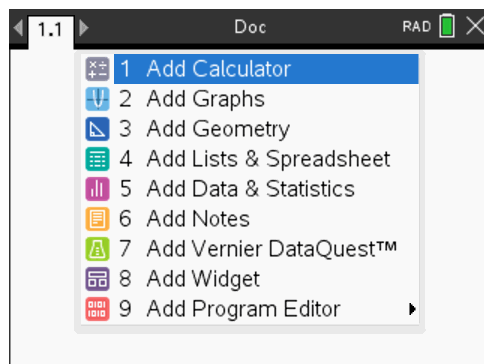 1.1 Doc RAD
1 Add Calculator
2 Add Graphs
3 Add Geometry
4 Add Lists & Spreadsheet
5 Add Data & Statistics
6 Add Notes
7 Add Vernier DataQuest™
8 Add Widget
9 Add Program Editor